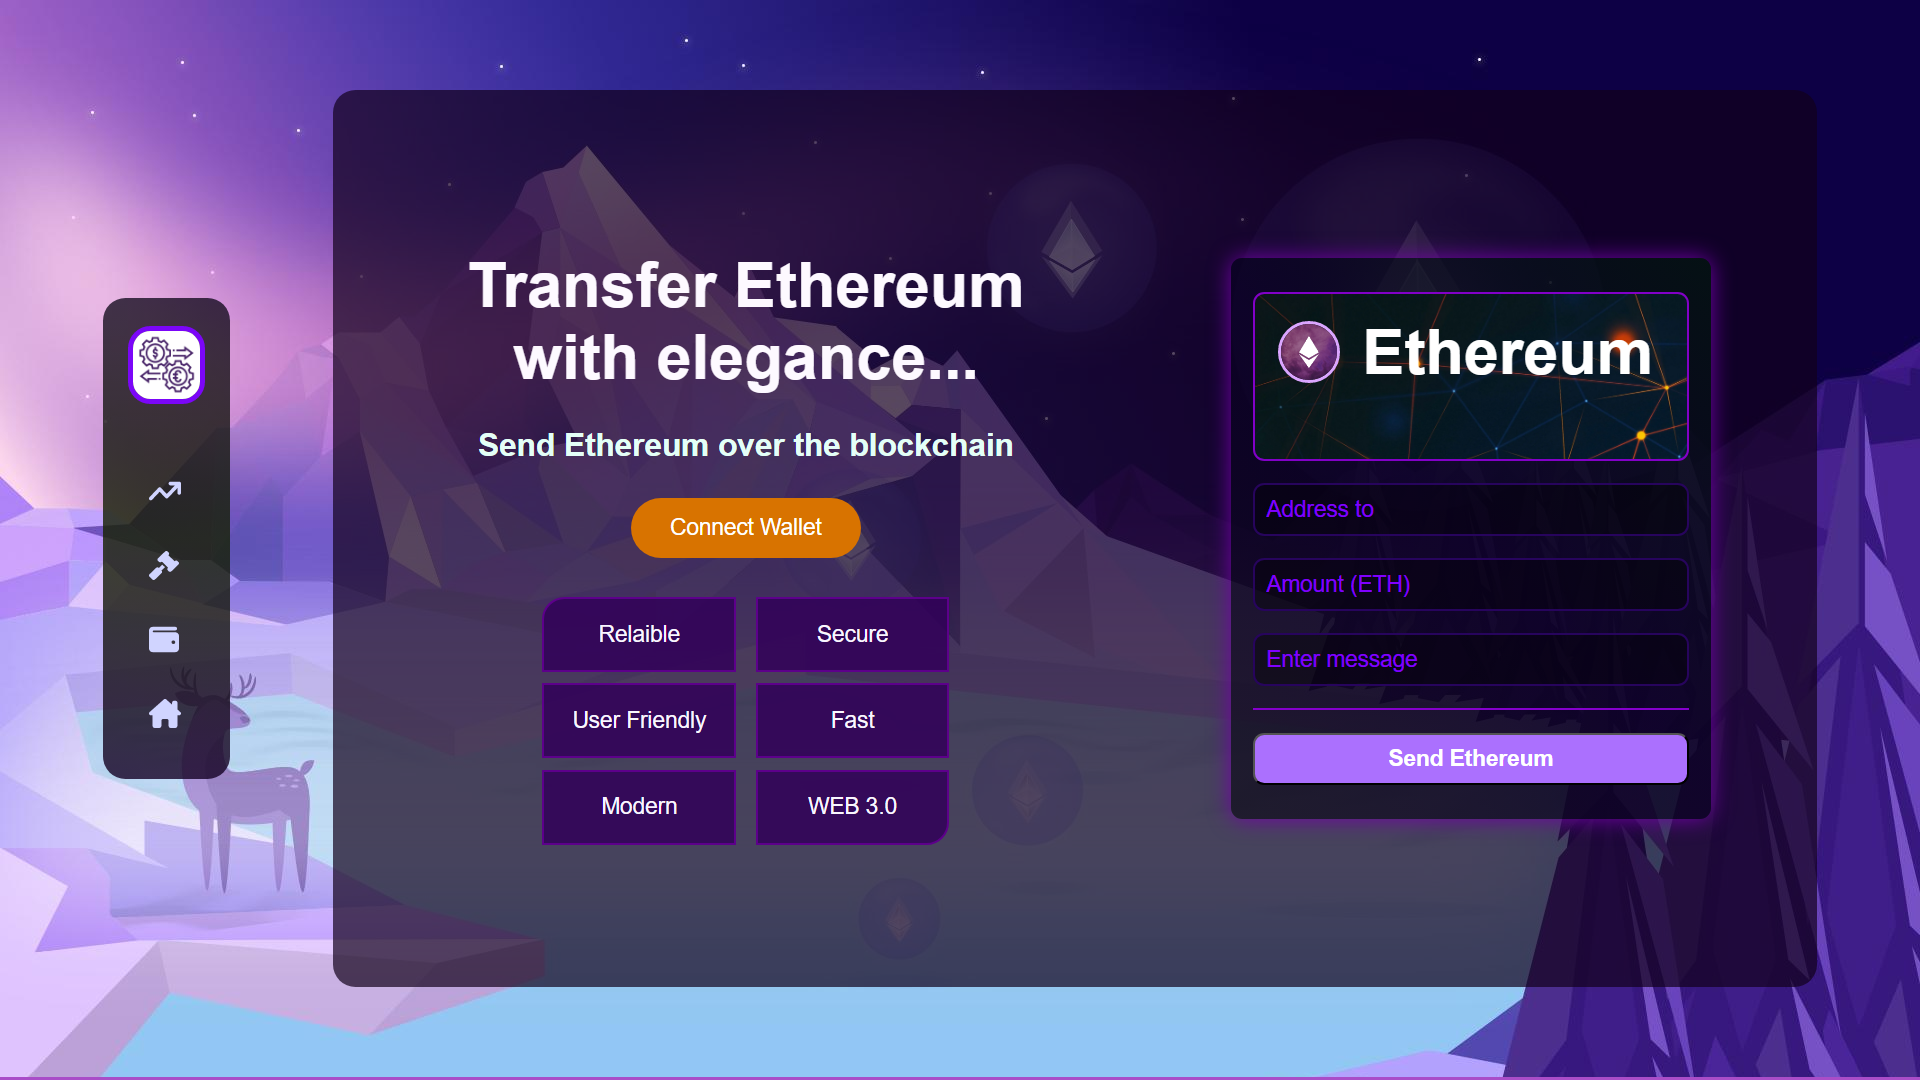 Transfer Ethereum
with elegance...
Send Ethereum over the blockchain
Connect Wallet
Relaible
Secure
User Friendly
Fast
Modern
WEB 3.0
Ethereum
Address to
Amount (ETH)
Enter message
Send Ethereum